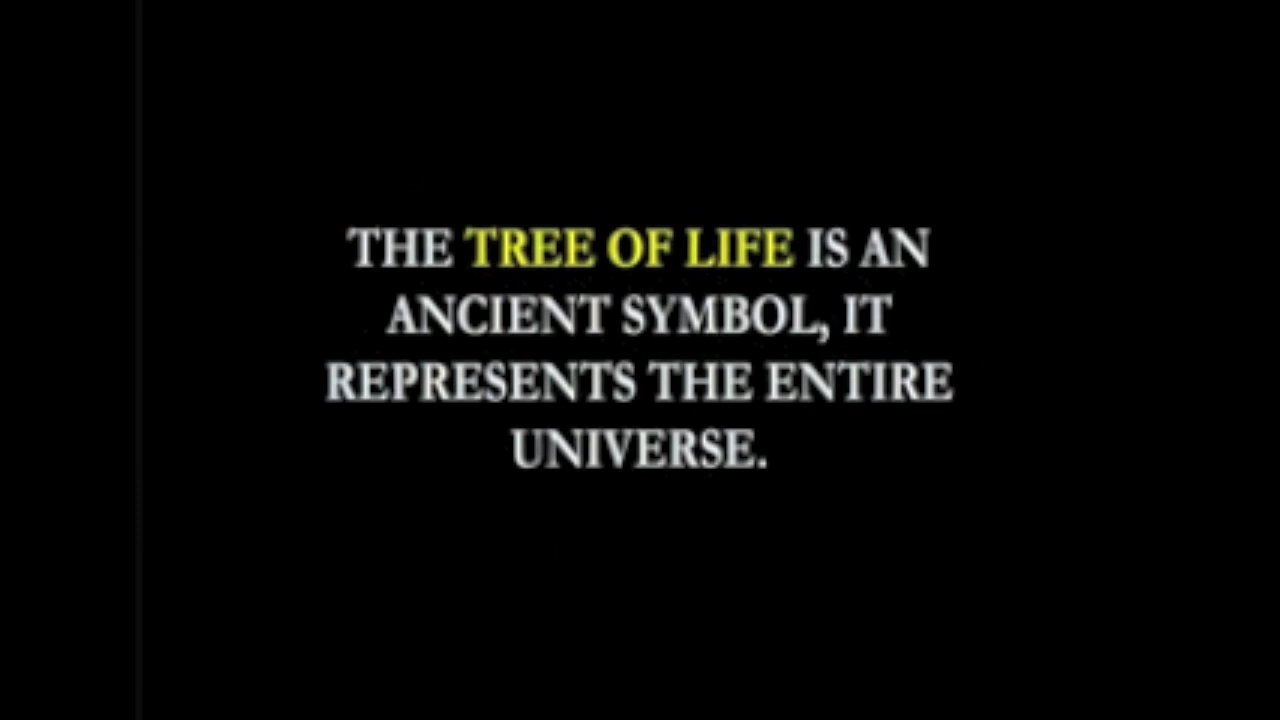 THE TREE OF LIFE IS AN
ANCIENT SYMBOL, IT
REPRESENTS THE ENTIRE
UNIVERSE.